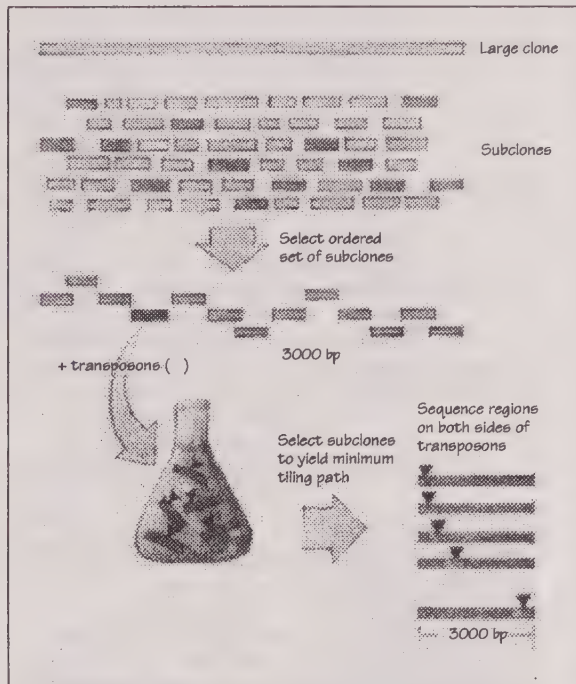 Large clone
Subclones
Select ordered
set of subclones
3000 bp
+ transposons ( )
Select subclones
to yield minimum
tiling path
Sequence regions
on both sides of
transposons
3000 bp